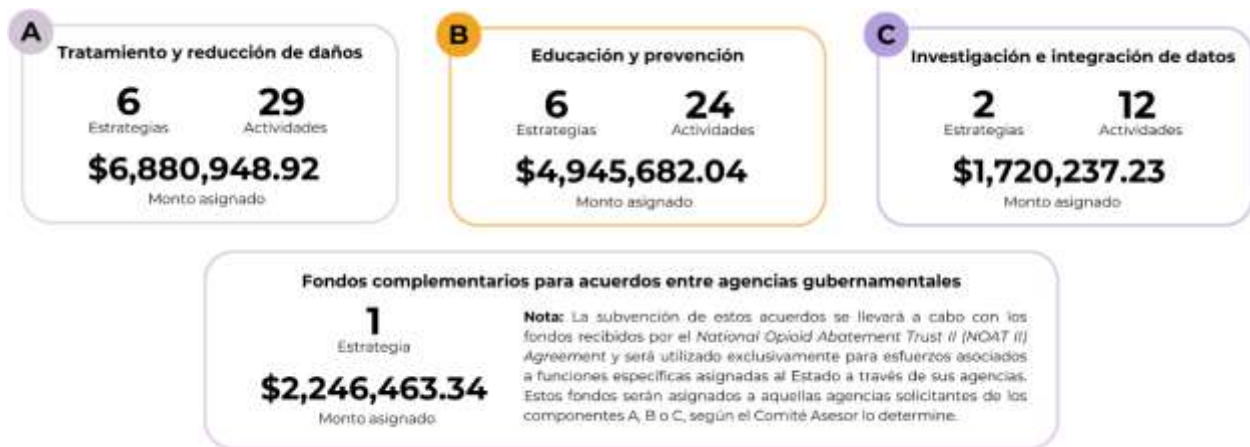 A
Tratamiento y reducción de daños
6
Estrategias
29
Actividades
$6,880,948.92
Monto asignado
B
Educación y prevención
6
Estrategias
24
Actividades
$4,945,682.04
Monto asignado
C
Investigación e integración de datos
2
Estrategias
12
Actividades
$1,720,237.23
Monto asignado
Fondos complementarios para acuerdos entre agencias gubernamentales
1
Estrategia
$2,246,463.34
Monto asignado
Nota: La subvención de estos acuerdos se llevará a cabo con los
fondos recibidos por el National Opioid Abatement Trust II (NOAT II)
Agreement y será utilizado exclusivamente para esfuerzos asociados
a funciones específicas asignadas al Estado a través de sus agencias.
Estos fondos serán asignados a aquellas agencias solicitantes de los
componentes A, B o C, según el Comité Asesor lo determine.